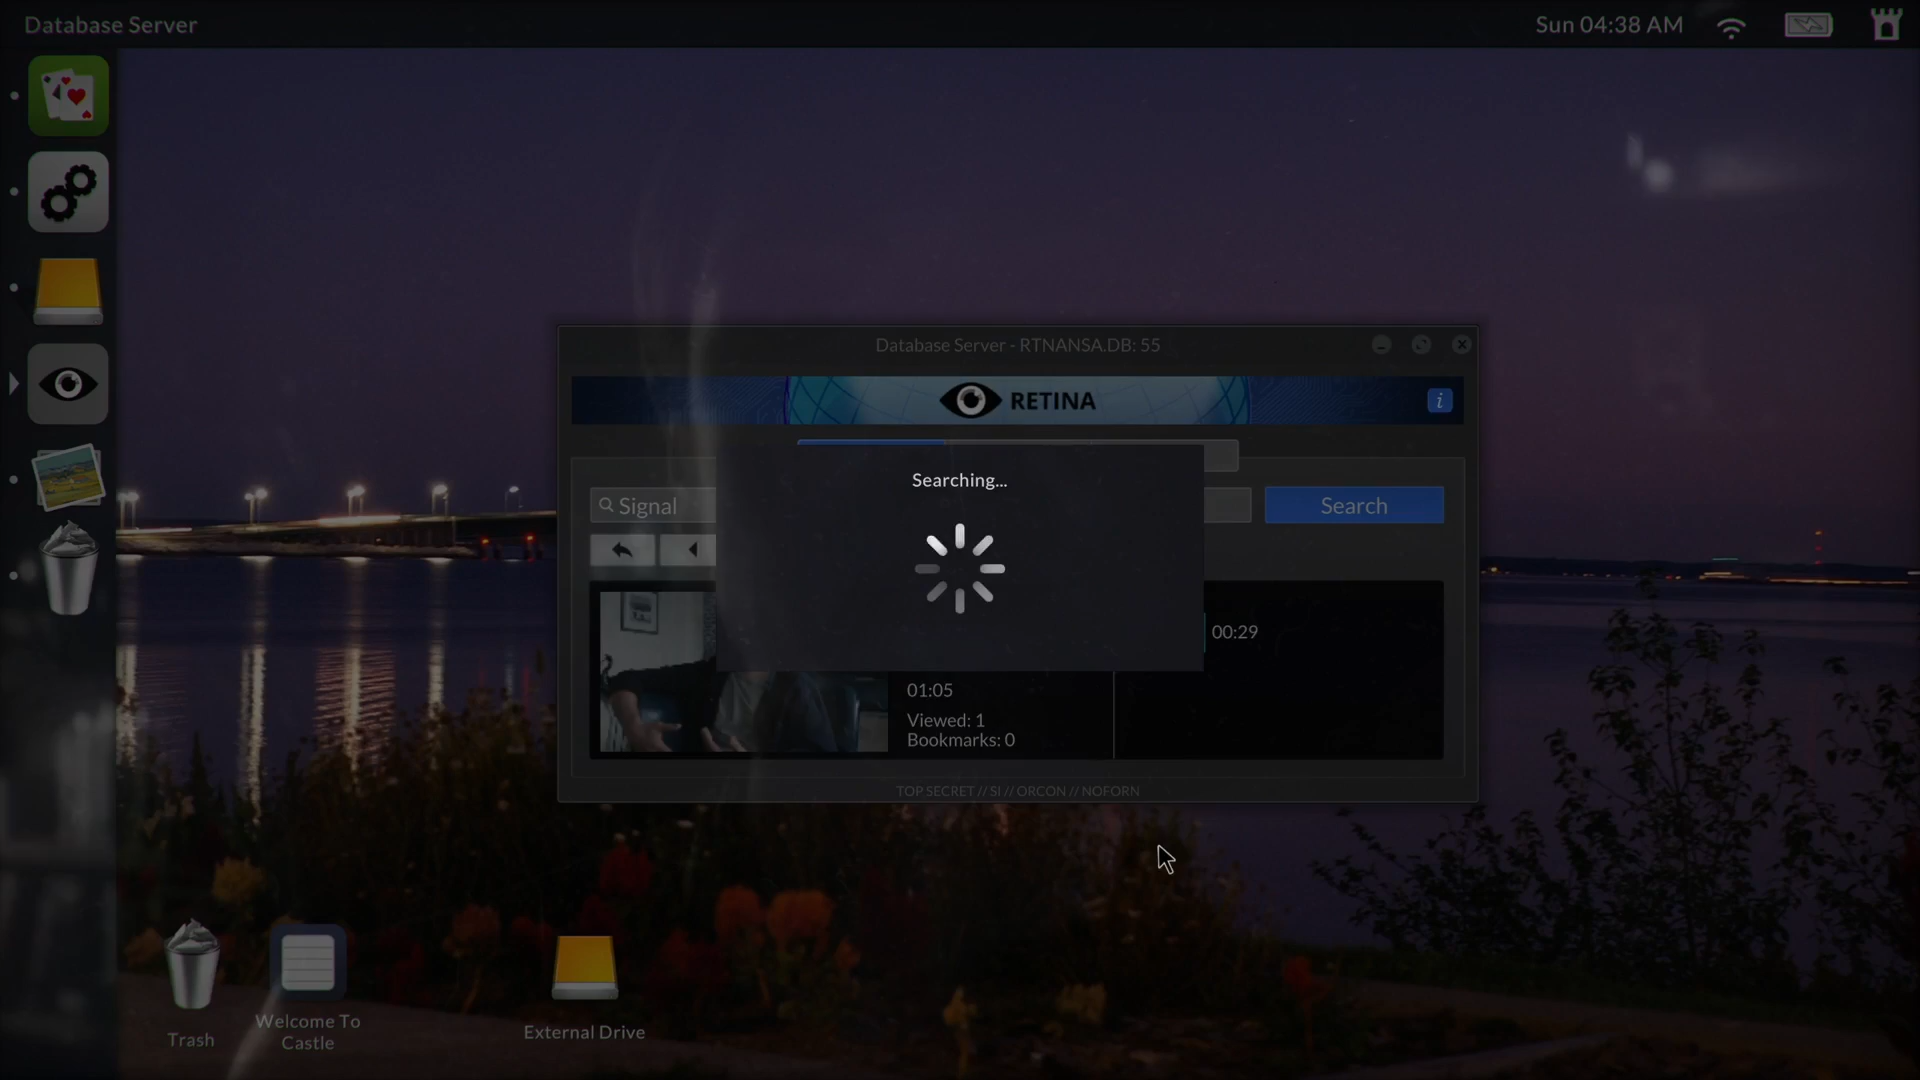 Database Server
Sun 04:38 AM
Database Server - RTNANSA.DB: 55
RETINA
i
Searching...
Signal
Search
00:29
01:05
Viewed: 1
Bookmarks: 0
TOP SECRET // SI // ORCON // NOFORN
Trash
Welcome To
Castle
External Drive